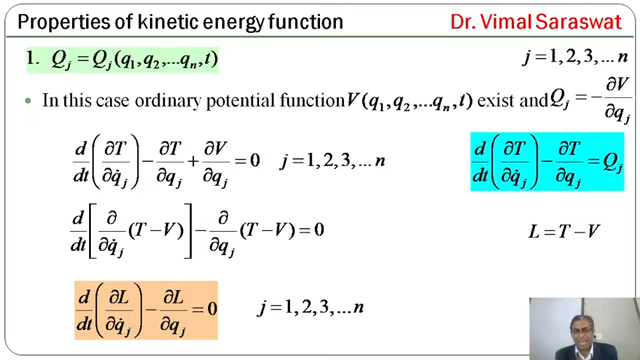 Properties of kinetic energy function Dr. Vimal Saraswat
1. Q_j = Q_j(q_1, q_2, ...q_n, t) j = 1, 2, 3, ... n
• In this case ordinary potential function V(q_1, q_2, ...q_n, t) exist and Q_j = − ∂V/∂q_j
d/dt(∂T/∂q̇_j) − ∂T/∂q_j + ∂V/∂q_j = 0 j = 1, 2, 3, ... n d/dt(∂T/∂q̇_j) − ∂T/∂q_j = Q_j
d/dt[∂/∂q̇_j (T − V)] − ∂/∂q_j (T − V) = 0 L = T − V
d/dt(∂L/∂q̇_j) − ∂L/∂q_j = 0 j = 1, 2, 3, ... n